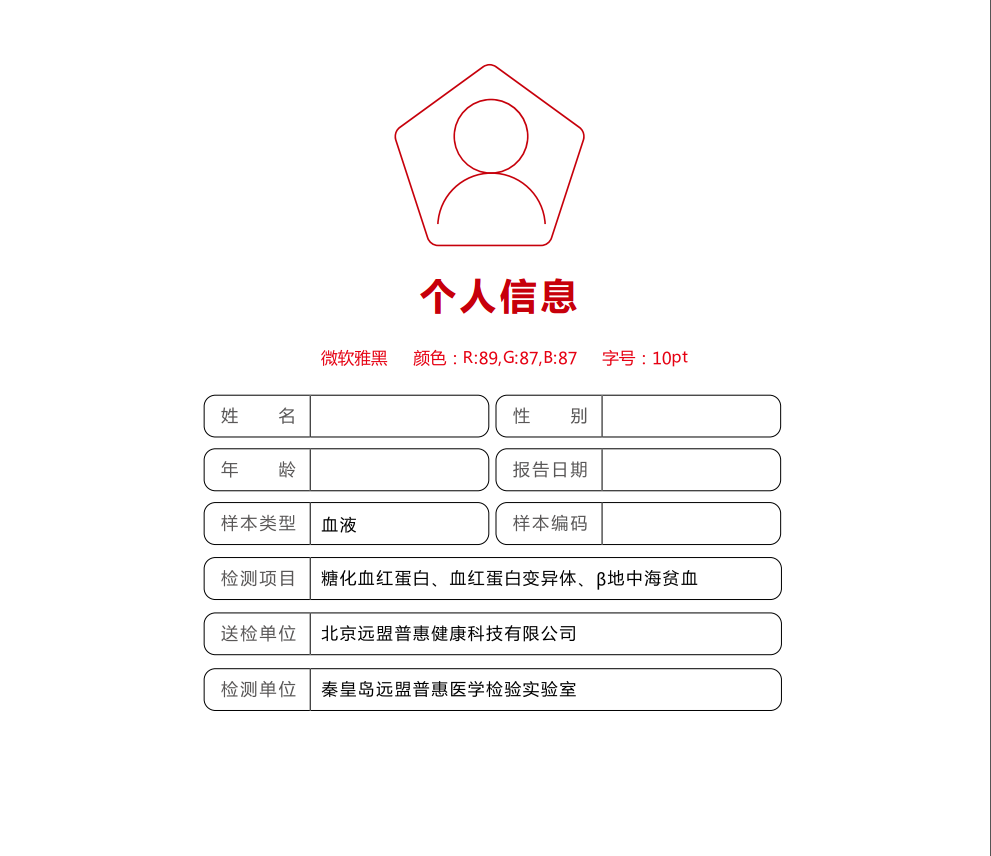 个人信息
微软雅黑 颜色：R:89,G:87,B:87 字号：10pt
姓 名 性 别
年 龄 报告日期
样本类型 血液 样本编码
检测项目 糖化血红蛋白、血红蛋白变异体、β地中海贫血
送检单位 北京远盟普惠健康科技有限公司
检测单位 秦皇岛远盟普惠医学检验实验室